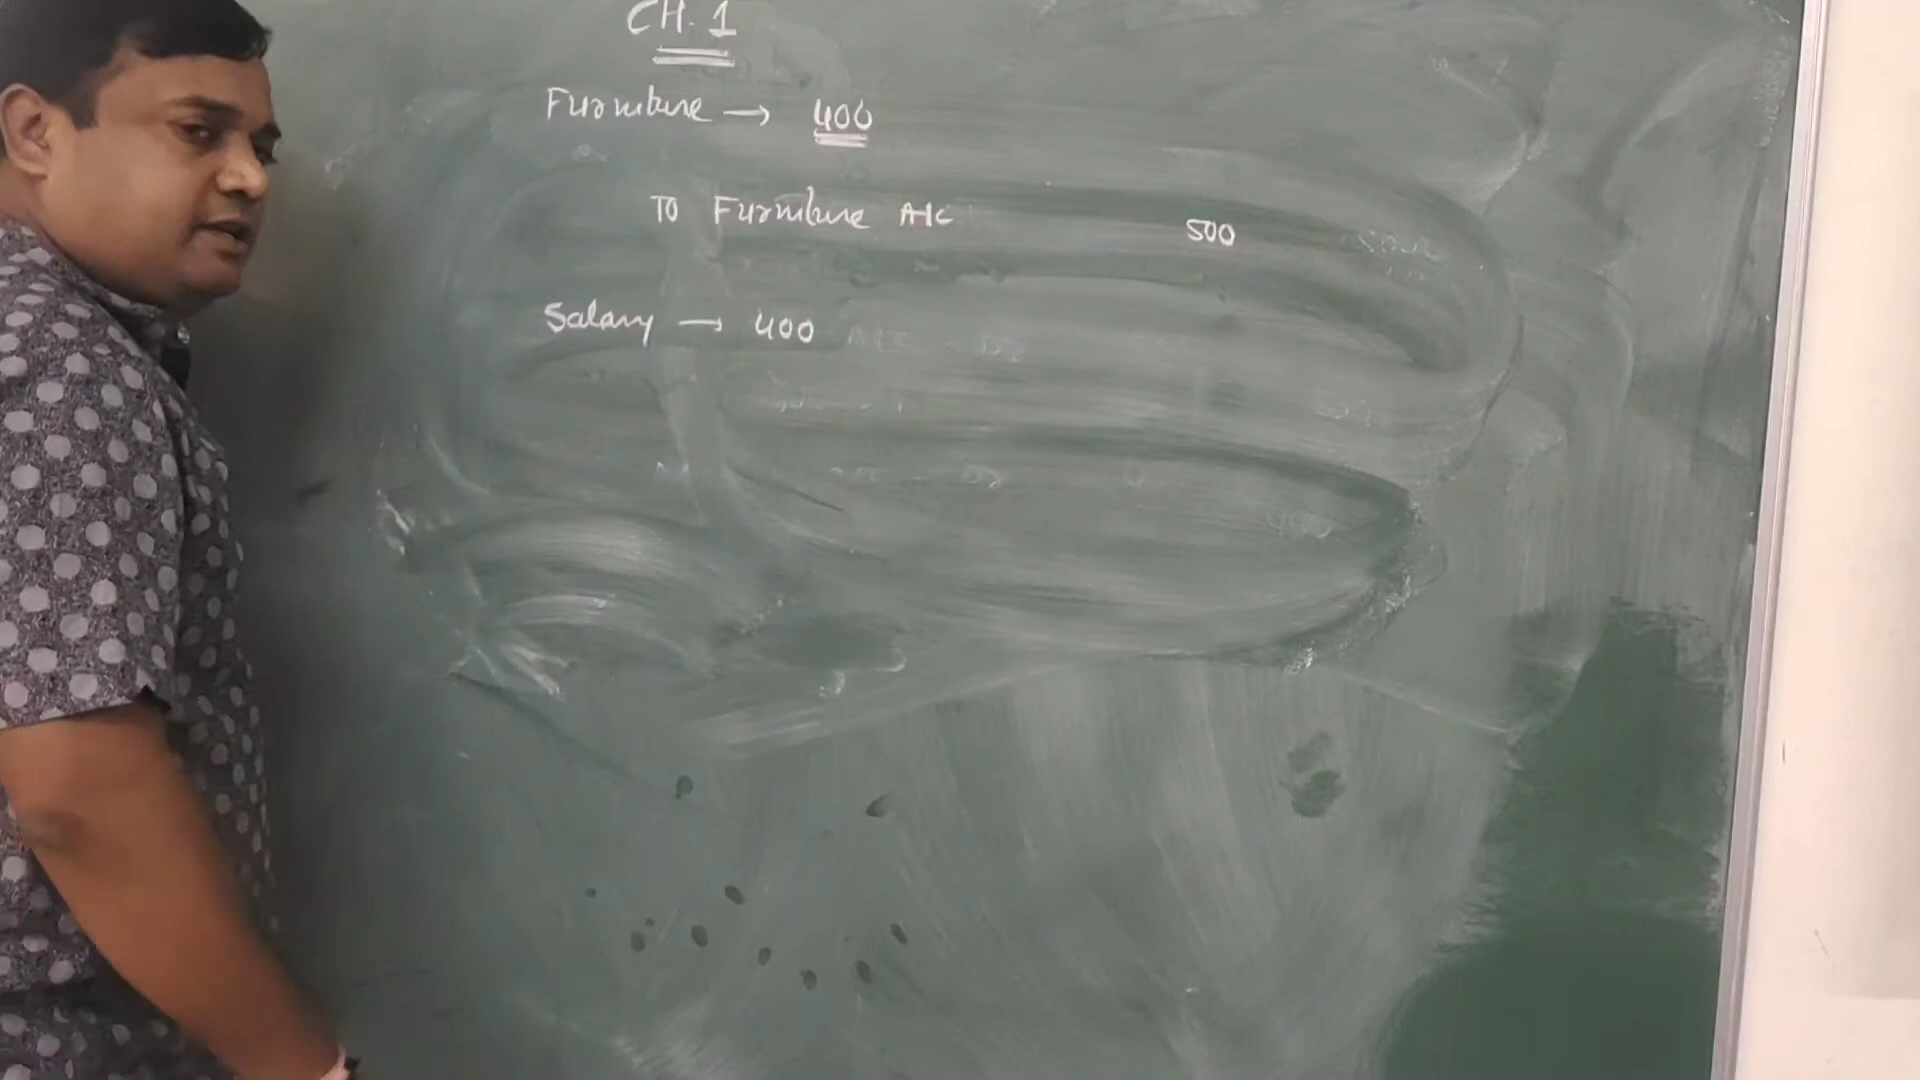 CH. 1
Furniture → 400
To Furniture A/c 500
Salary → 400